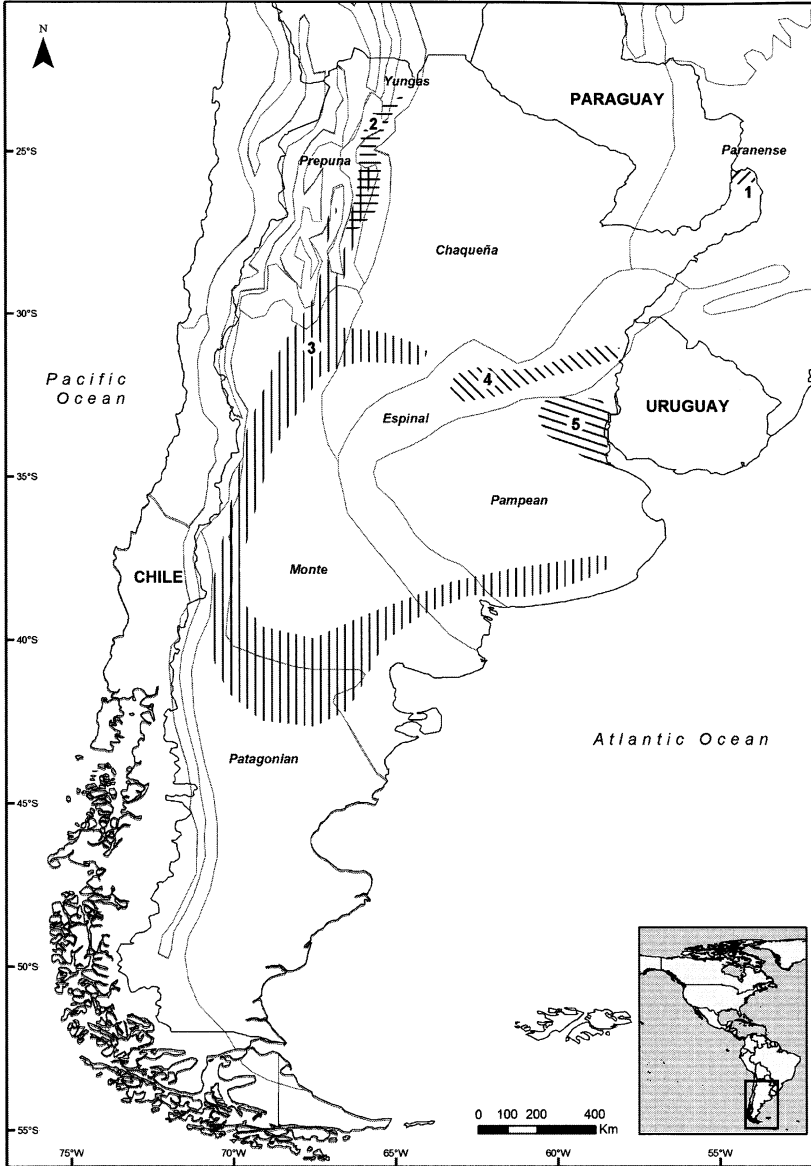 N
Yungas
PARAGUAY
2
25°S
Prepuna
Paranense
1
Chaqueña
30°S
3
Pacific
Ocean
4
Espinal
URUGUAY
5
35°S
Pampean
CHILE
Monte
40°S
Atlantic Ocean
Patagonian
45°S
50°S
0 100 200 400
Km
55°S
75°W 70°W 65°W 60°W 55°W